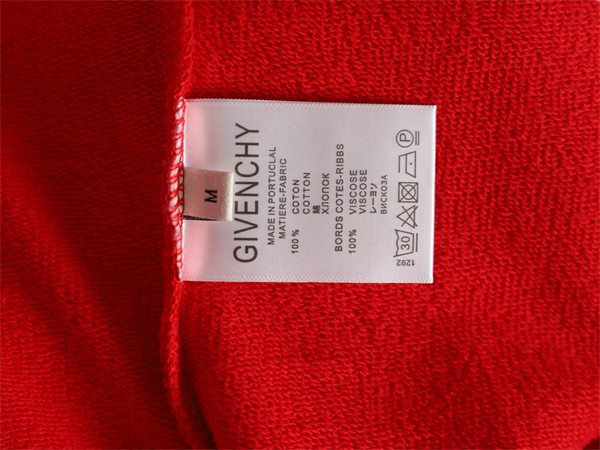 GIVENCHY
MADE IN PORTUCLAL
MATIERE-FABRIC
100 % COTON
COTTON
綿
ХЛОПОК
BORDS COTES-RIBBS
100% VISCOSE
VISCOSE
レーヨン
ВИСКОЗА
30
P
1292
M